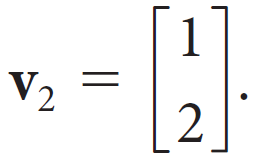 v₂ = [1
2].